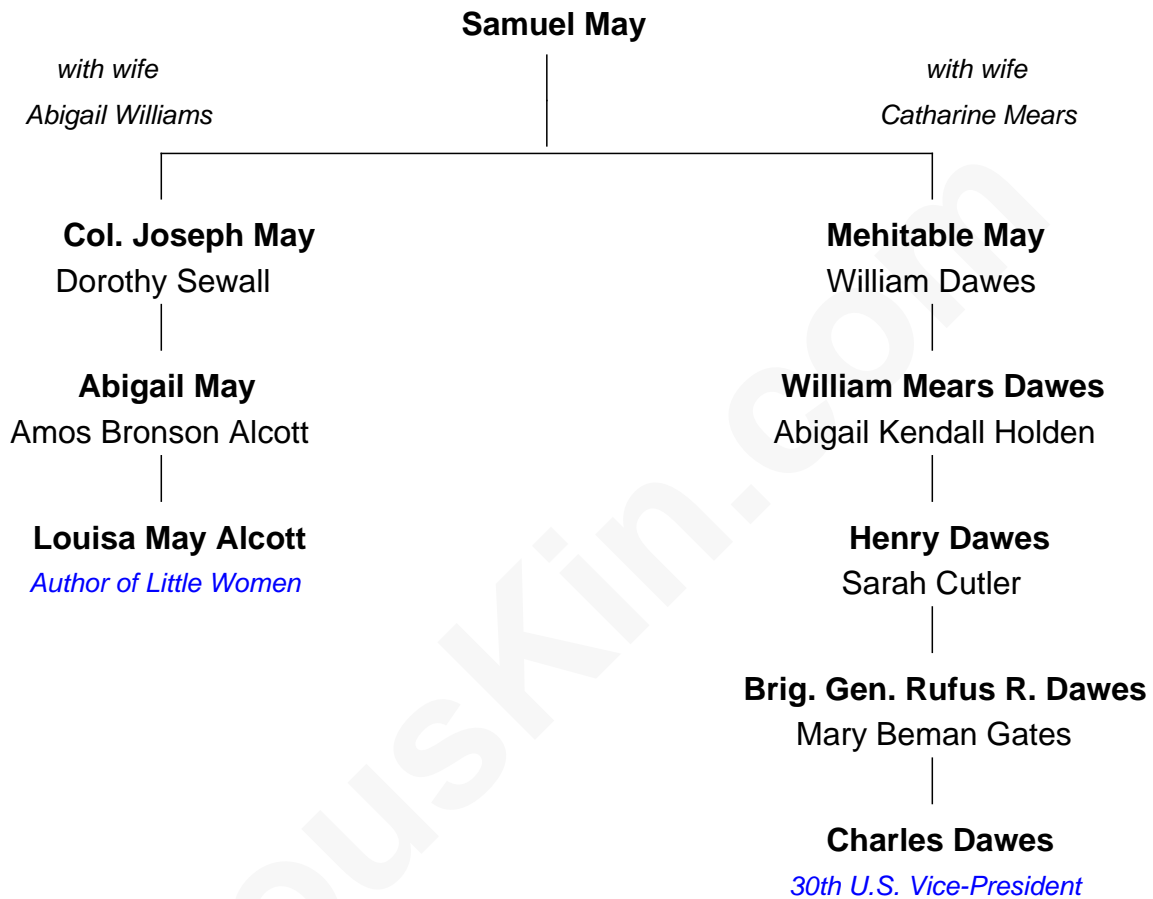 Samuel May
with wife
Abigail Williams
with wife
Catharine Mears
Col. Joseph May
Dorothy Sewall
Mehitable May
William Dawes
Abigail May
Amos Bronson Alcott
William Mears Dawes
Abigail Kendall Holden
Louisa May Alcott
Author of Little Women
Henry Dawes
Sarah Cutler
Brig. Gen. Rufus R. Dawes
Mary Beman Gates
Charles Dawes
30th U.S. Vice-President
ousKin.com